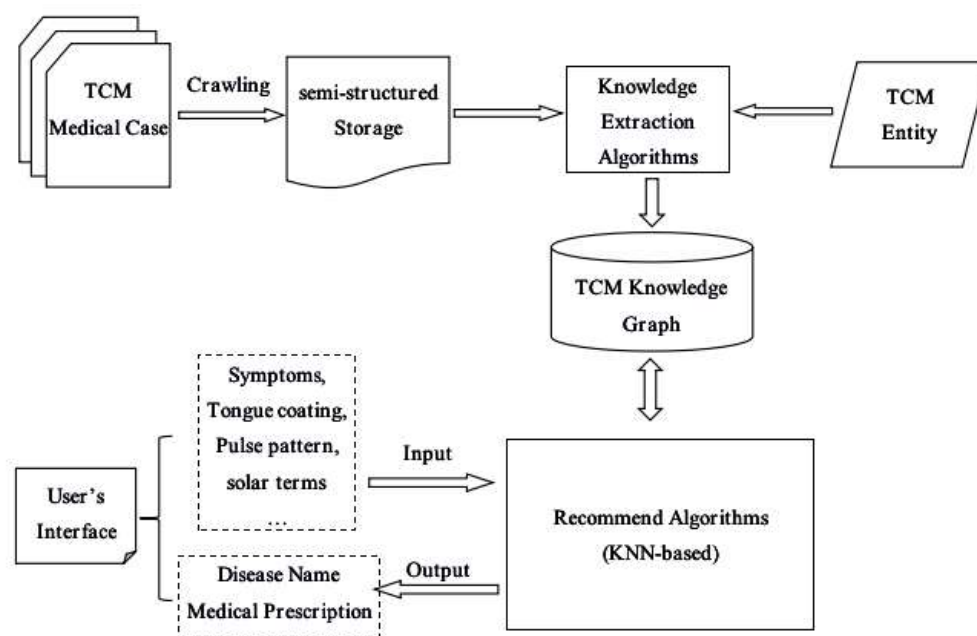 TCM
Medical Case
Crawling
semi-structured
Storage
Knowledge
Extraction
Algorithms
TCM
Entity
TCM Knowledge
Graph
Symptoms,
Tongue coating,
Pulse pattern,
solar terms
...
User's
Interface
Input
Recommend Algorithms
(KNN-based)
Disease Name
Medical Prescription
Output